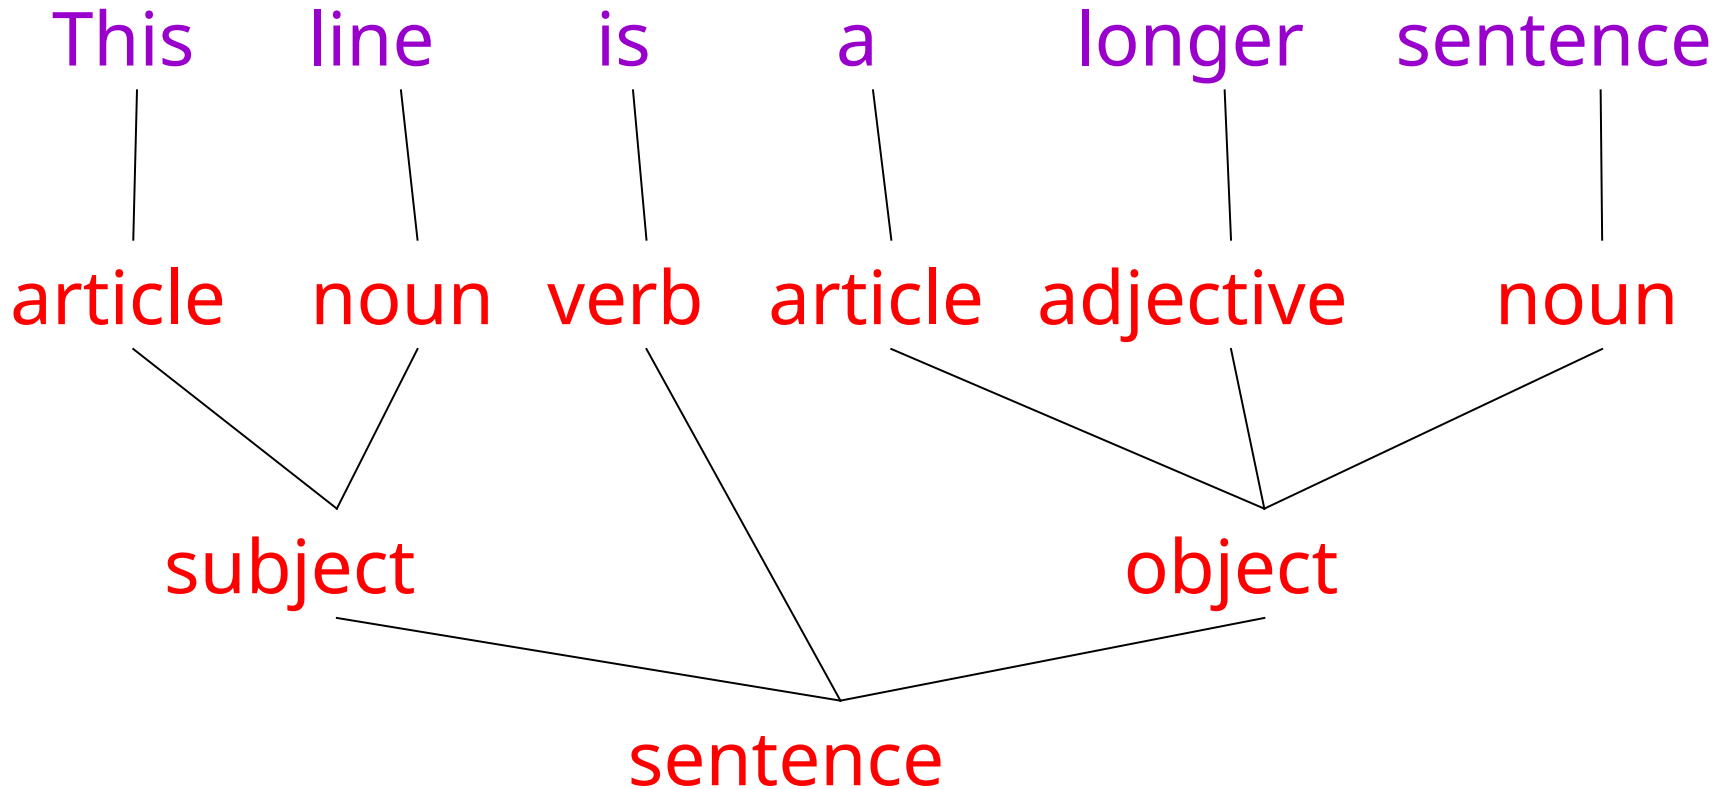 This line is a longer sentence
article noun verb article adjective noun
subject object
sentence